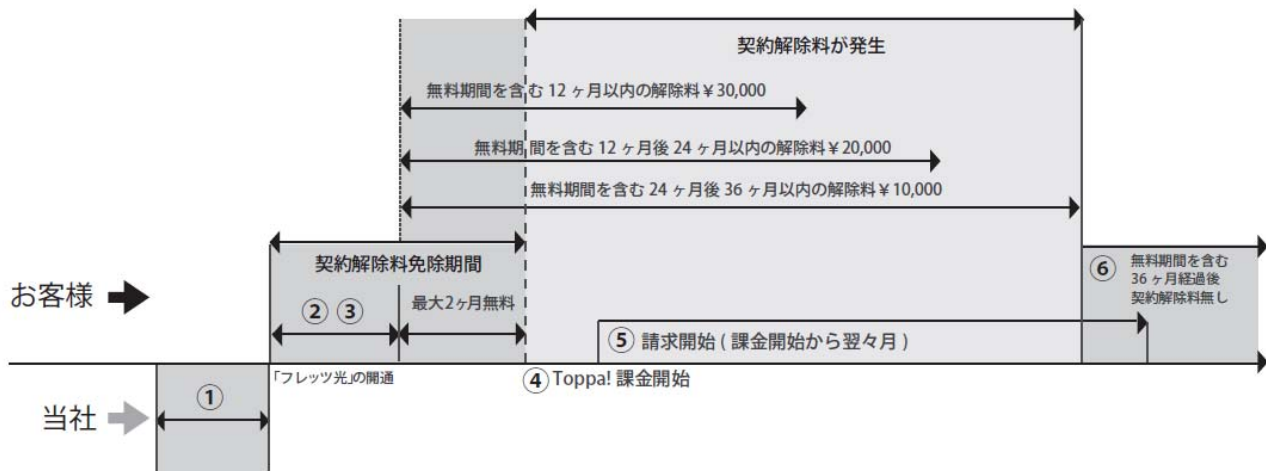 契約解除料が発生
無料期間を含む 12 ヶ月以内の解除料¥30,000
無料期間を含む 12 ヶ月後 24 ヶ月以内の解除料¥20,000
無料期間を含む 24 ヶ月後 36 ヶ月以内の解除料¥10,000
契約解除料免除期間
お客様
② ③
最大2ヶ月無料
⑥ 無料期間を含む
36 ヶ月経過後
契約解除料無し
⑤ 請求開始 ( 課金開始から翌々月 )
「フレッツ光」の開通
④ Toppa! 課金開始
当社
①